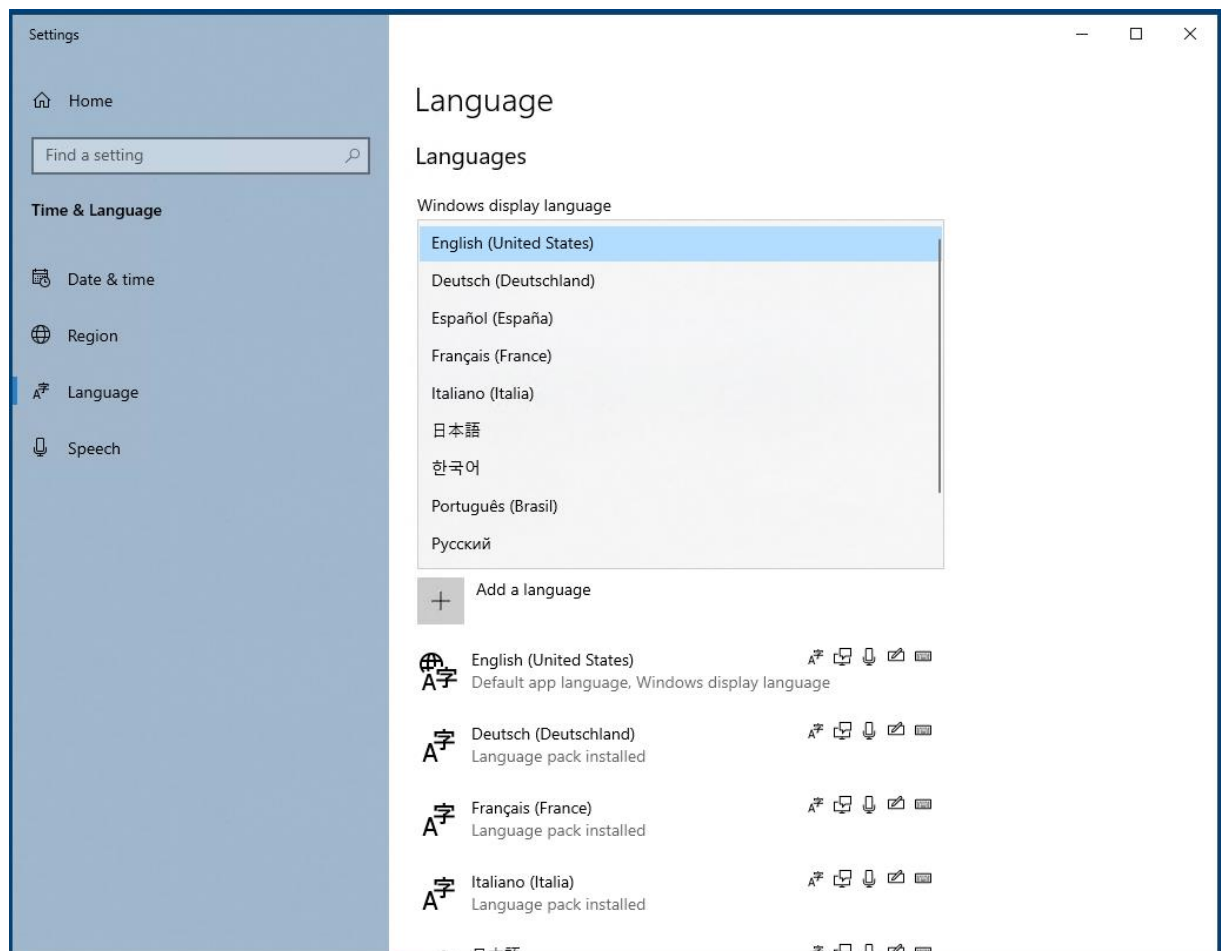 Settings
Home
Find a setting
Time & Language
Date & time
Region
Language
Speech
Language
Languages
Windows display language
English (United States)
Deutsch (Deutschland)
Español (España)
Français (France)
Italiano (Italia)
日本語
한국어
Português (Brasil)
Русский
Add a language
English (United States)
Default app language, Windows display language
Deutsch (Deutschland)
Language pack installed
Français (France)
Language pack installed
Italiano (Italia)
Language pack installed